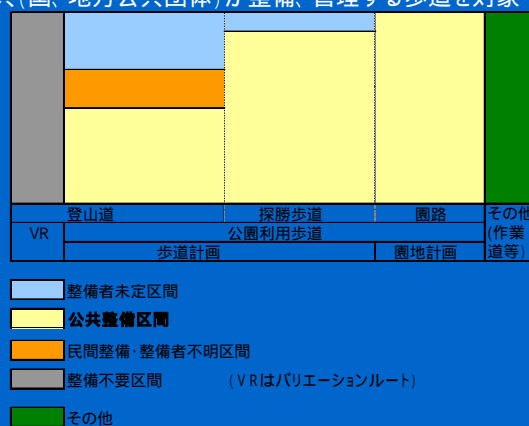 (国、地方公共団体)が整備、管理する歩道を対象
登山道 探勝歩道 園路 その他
VR 公園利用歩道 (作業
歩道計画 園地計画 道等)
整備者未定区間
公共整備区間
民間整備・整備者不明区間
整備不要区間 (VRはバリエーションルート)
その他